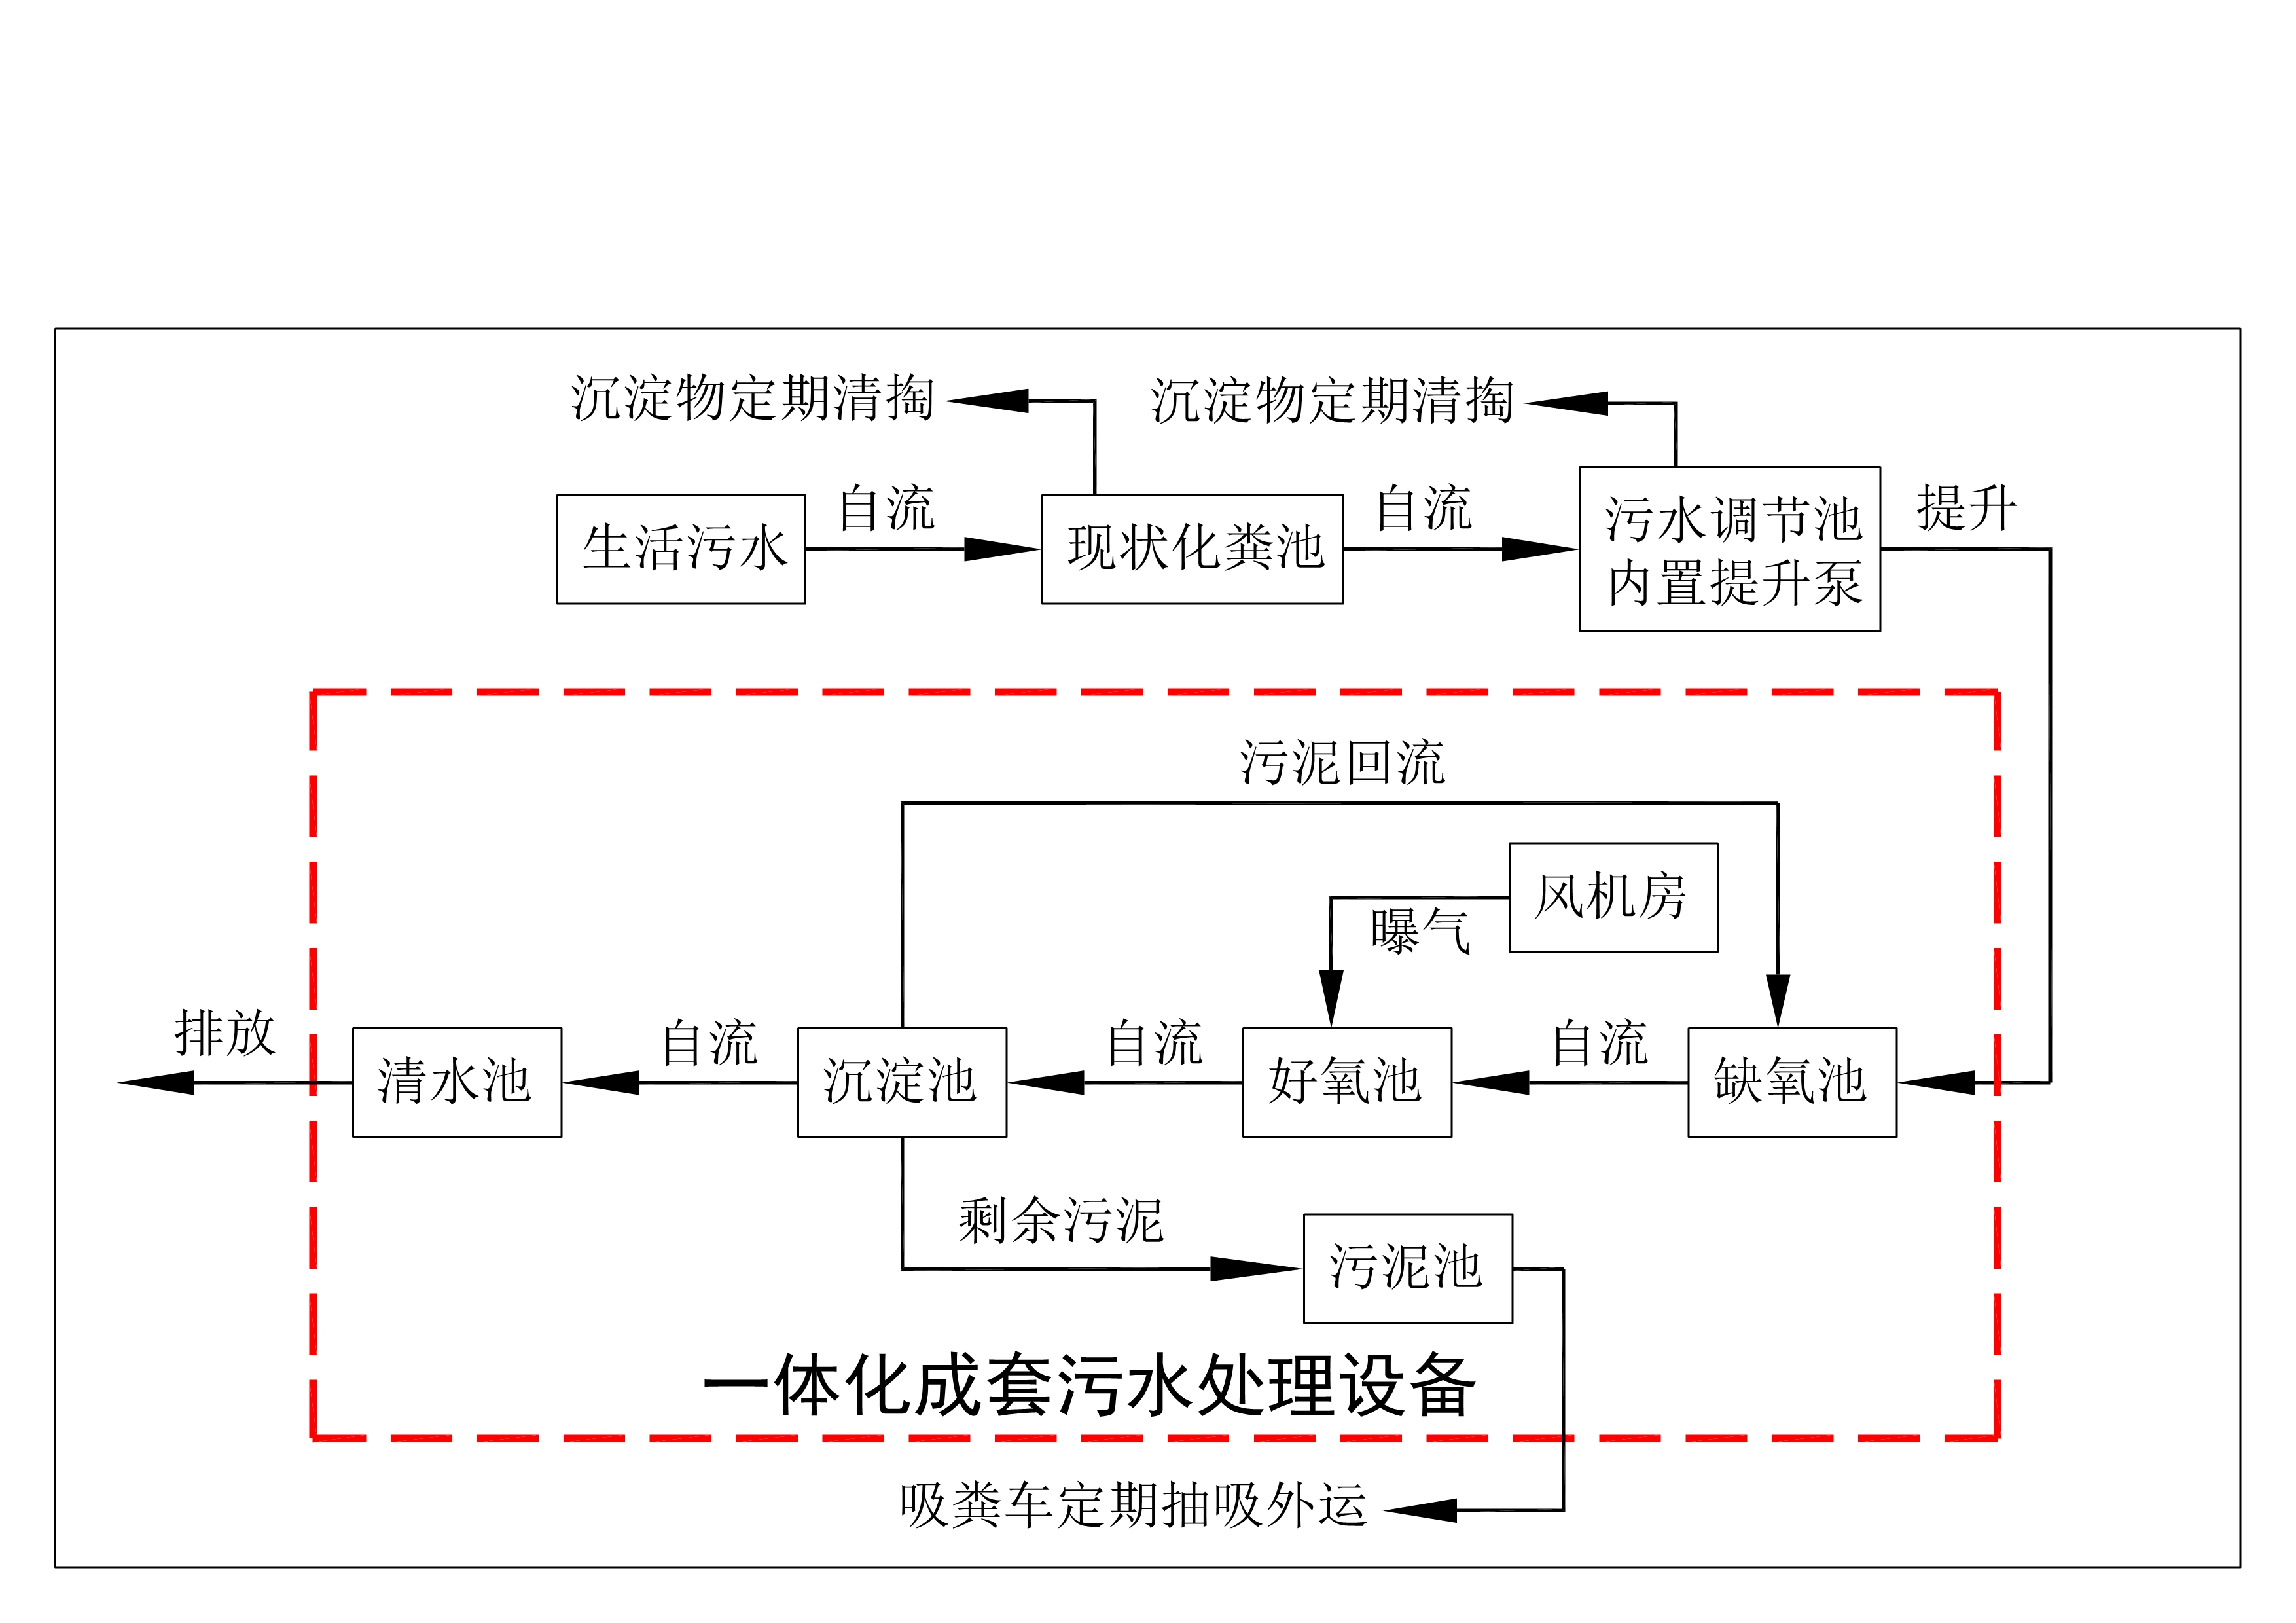 沉淀物定期清掏
沉淀物定期清掏
生活污水
自流
现状化粪池
自流
污水调节池
内置提升泵
提升
污泥回流
风机房
曝气
排放
清水池
自流
沉淀池
自流
好氧池
自流
缺氧池
剩余污泥
污泥池
一体化成套污水处理设备
吸粪车定期抽吸外运